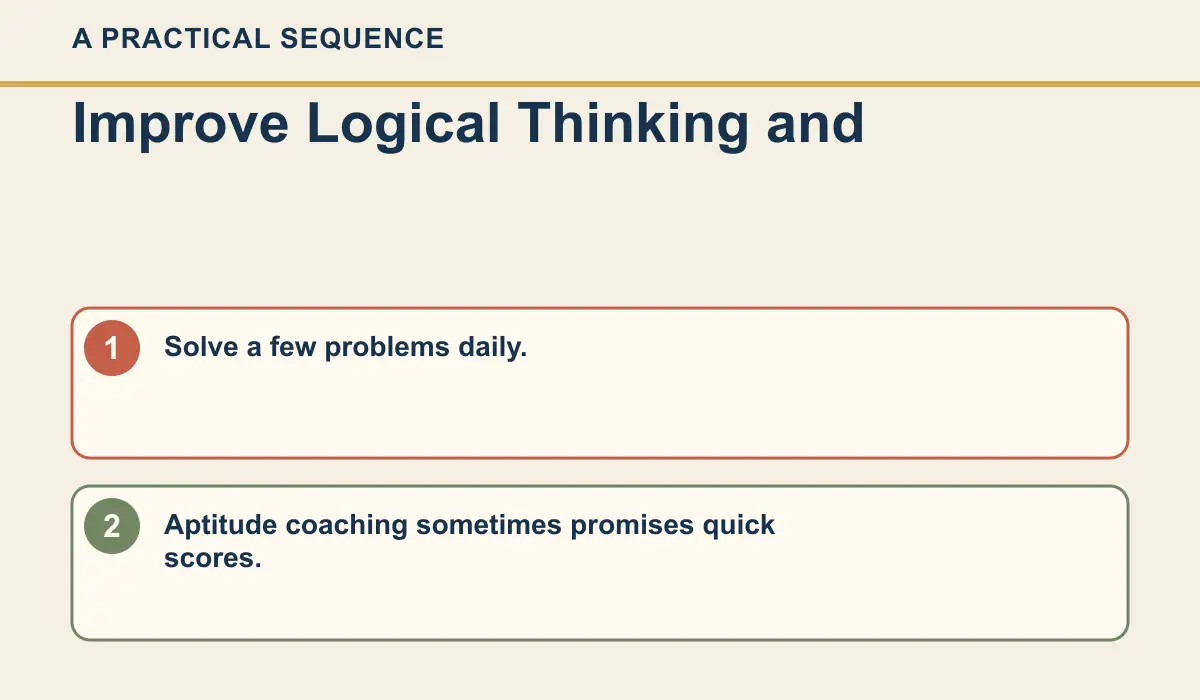 A PRACTICAL SEQUENCE
Improve Logical Thinking and
1
Solve a few problems daily.
2
Aptitude coaching sometimes promises quick
scores.